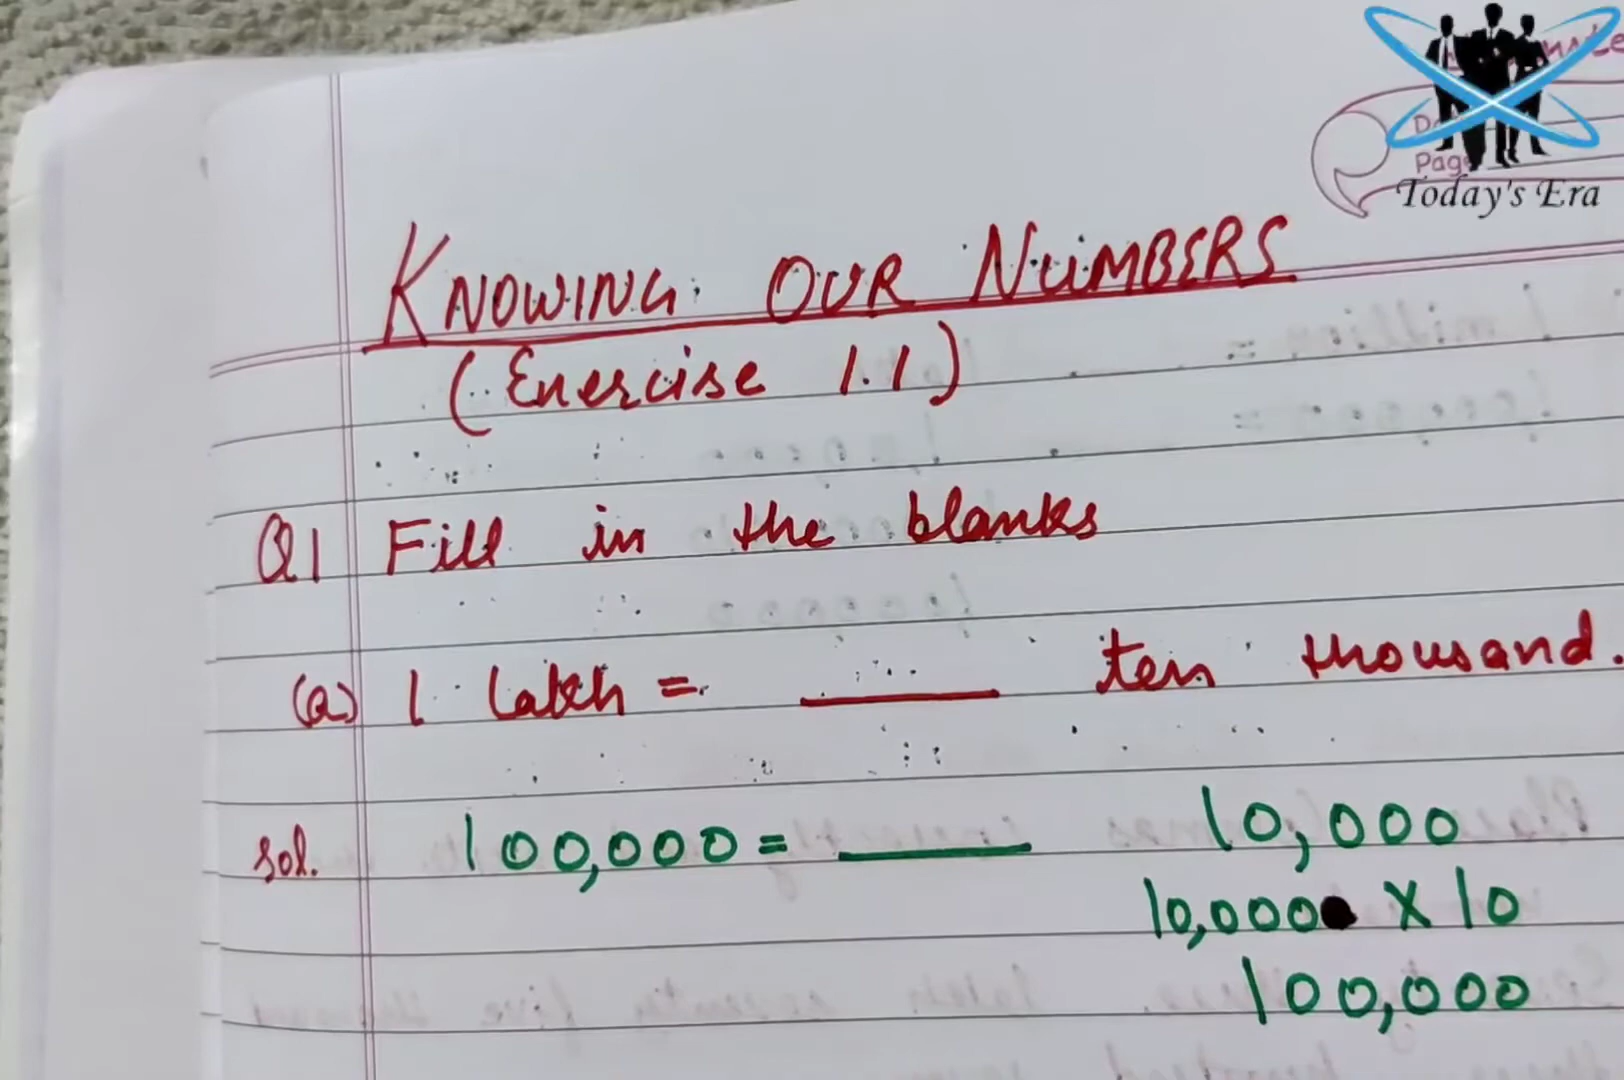 Today's Era
Page
KNOWING OUR NUMBERS
(Exercise 1.1)
Q1 Fill in the blanks
(a) 1 lakh = ______ ten thousand.
sol. 100,000 = ______ 10,000
10,000 X 10
100,000